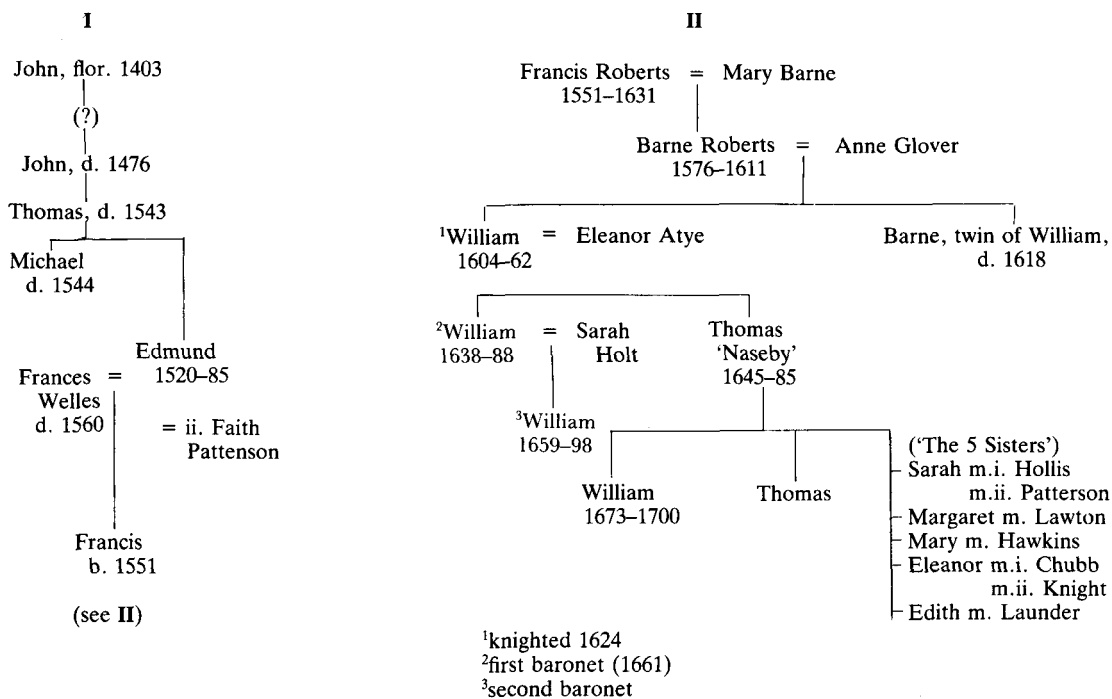 I
John, flor. 1403
(?)
John, d. 1476
Thomas, d. 1543
Michael
d. 1544
Edmund
1520–85
Frances =
Welles
d. 1560
= ii. Faith
Pattenson
Francis
b. 1551
(see II)
II
Francis Roberts = Mary Barne
1551–1631
Barne Roberts = Anne Glover
1576–1611
¹William = Eleanor Atye
1604–62
Barne, twin of William,
d. 1618
²William = Sarah
1638–88 Holt
Thomas
'Naseby'
1645–85
³William
1659–98
William
1673–1700
Thomas
('The 5 Sisters')
Sarah m.i. Hollis
m.ii. Patterson
Margaret m. Lawton
Mary m. Hawkins
Eleanor m.i. Chubb
m.ii. Knight
Edith m. Launder
¹knighted 1624
²first baronet (1661)
³second baronet